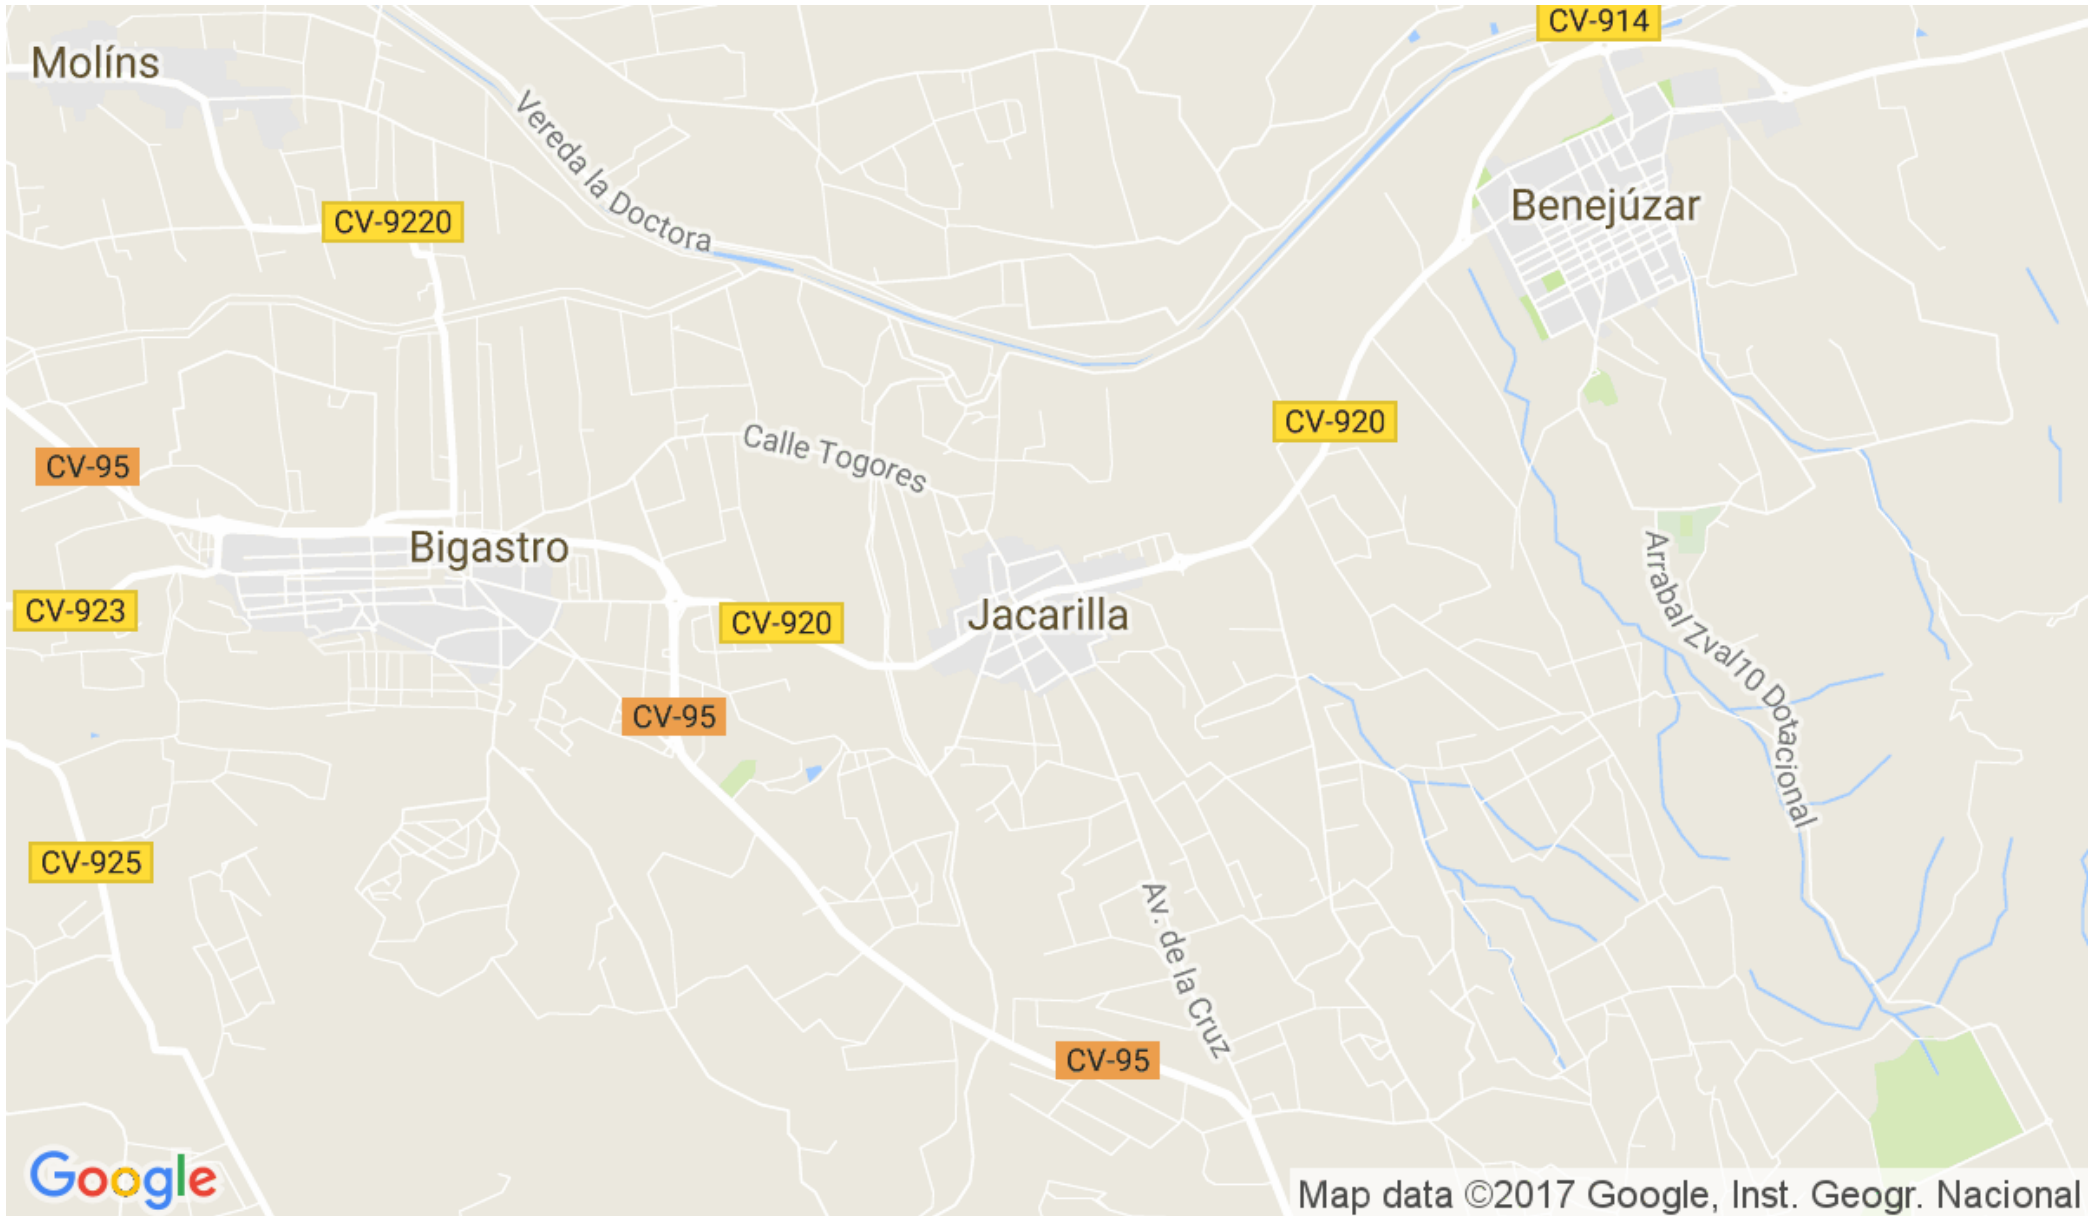 CV-914
Molíns
Vereda la Doctora
Benejúzar
CV-9220
CV-920
Calle Togores
CV-95
Bigastro
Arrabal Zval10 Dotacional
CV-923
CV-920
Jacarilla
CV-95
CV-925
Av. de la Cruz
CV-95
Google
Map data ©2017 Google, Inst. Geogr. Nacional